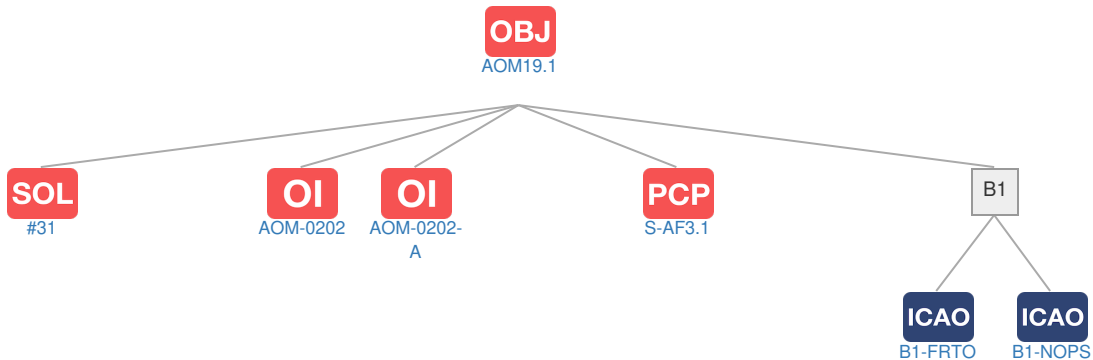 OBJ
AOM19.1
SOL
#31
OI
AOM-0202
OI
AOM-0202-
A
PCP
S-AF3.1
B1
ICAO
B1-FRTO
ICAO
B1-NOPS